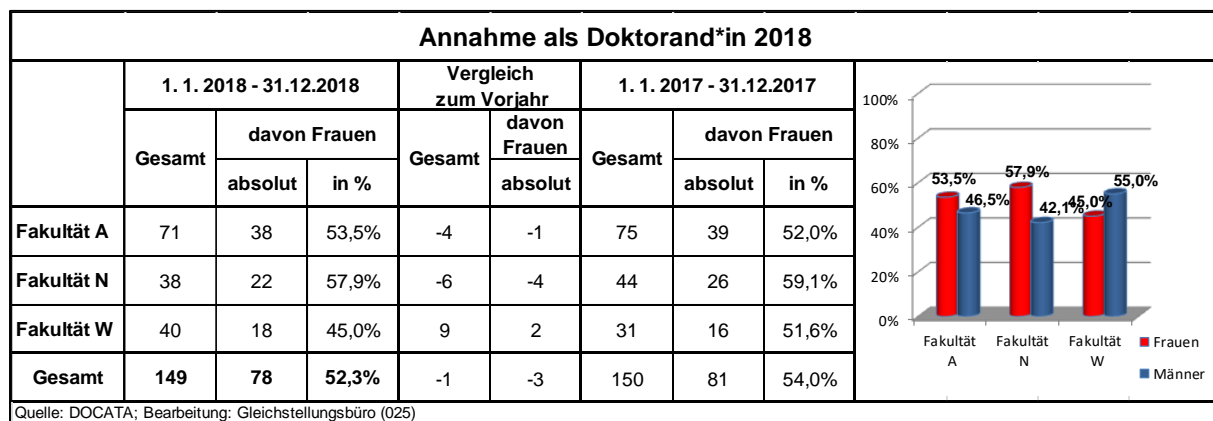 Annahme als Doktorand*in 2018
1. 1. 2018 - 31.12.2018
Vergleich
zum Vorjahr
1. 1. 2017 - 31.12.2017
Gesamt
davon Frauen
Gesamt
davon
Frauen
Gesamt
davon Frauen
absolut
in %
absolut
absolut
in %
Fakultät A 71 38 53,5% -4 -1 75 39 52,0%
Fakultät N 38 22 57,9% -6 -4 44 26 59,1%
Fakultät W 40 18 45,0% 9 2 31 16 51,6%
Gesamt 149 78 52,3% -1 -3 150 81 54,0%
Quelle: DOCATA; Bearbeitung: Gleichstellungsbüro (025)
100%
80%
60%
40%
20%
0%
53,5%
46,5%
57,9%
42,1%
45,0%
55,0%
Fakultät
A
Fakultät
N
Fakultät
W
Frauen
Männer